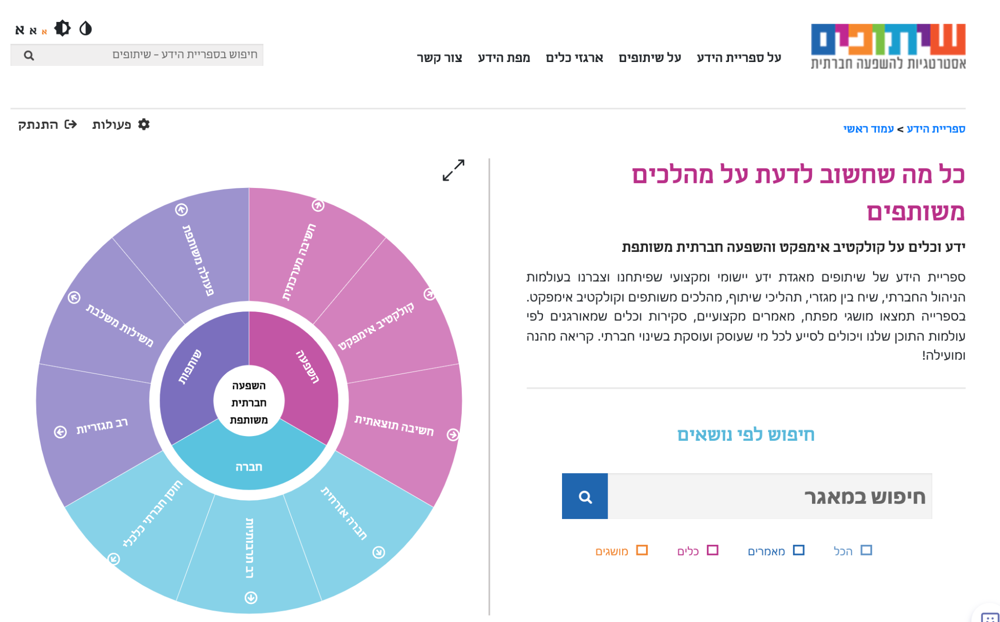 שיתופים
אסטרטגיות להשפעה חברתית
על ספריית הידע
על שיתופים
ארגזי כלים
מפת הידע
צור קשר
א א א
חיפוש בספריית הידע - שיתופים
ספריית הידע > עמוד ראשי
פעולות
התנתק
כל מה שחשוב לדעת על מהלכים
משותפים
ידע וכלים על קולקטיב אימפקט והשפעה חברתית משותפת
ספריית הידע של שיתופים מאגדת ידע יישומי ומקצועי שפיתחנו וצברנו בעולמות
הניהול החברתי, שיח בין מגזרי, תהליכי שיתוף, מהלכים משותפים וקולקטיב אימפקט.
בספרייה תמצאו מושגי מפתח, מאמרים מקצועיים, סקירות וכלים שמאורגנים לפי
עולמות התוכן שלנו ויכולים לסייע לכל מי שעוסק ועוסקת בשינוי חברתי. קריאה מהנה
ומועילה!
חיפוש לפי נושאים
חיפוש במאגר
הכל
מאמרים
כלים
מושגים
השפעה
חברתית
משותפת
השפעה
חברה
שותפות
חשיבה מערכתית
קולקטיב אימפקט
חשיבה תוצאתית
חברה אזרחית
רב תרבותיות
חוסן חברתי כלכלי
רב מגזריות
משילות משלבת
פעולה משותפת